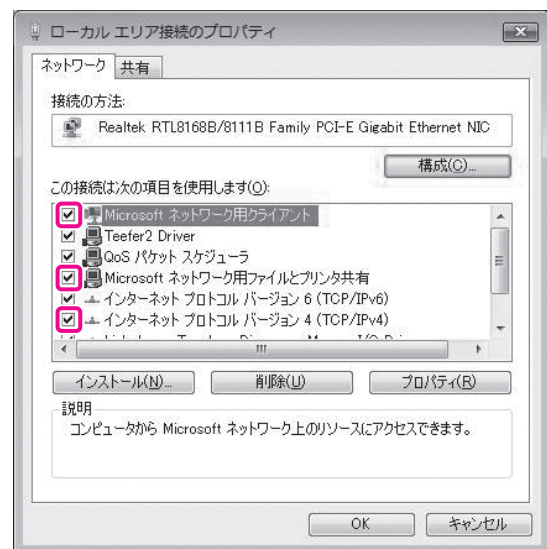 ローカル エリア接続のプロパティ
ネットワーク 共有
接続の方法:
Realtek RTL8168B/8111B Family PCI-E Gigabit Ethernet NIC
構成(C)...
この接続は次の項目を使用します(O):
Microsoft ネットワーク用クライアント
Teefer2 Driver
QoS パケット スケジューラ
Microsoft ネットワーク用ファイルとプリンタ共有
インターネット プロトコル バージョン 6 (TCP/IPv6)
インターネット プロトコル バージョン 4 (TCP/IPv4)
インストール(N)... 削除(U) プロパティ(R)
説明
コンピュータから Microsoft ネットワーク上のリソースにアクセスできます。
OK キャンセル